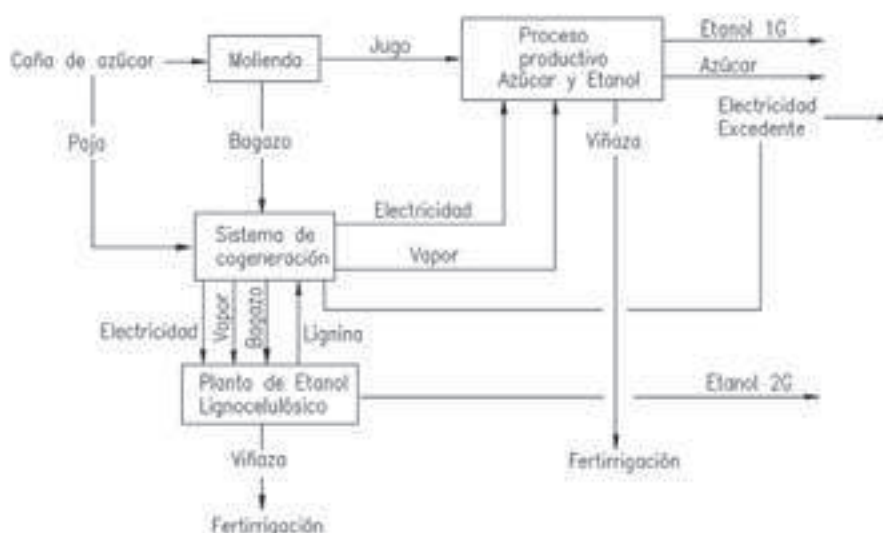 Caña de azúcar
Molienda
Jugo
Proceso
productivo
Azúcar y Etanol
Etanol 1G
Azúcar
Electricidad
Excedente
Paja
Bagazo
Viñaza
Sistema de
cogeneración
Electricidad
Vapor
Electricidad
Vapor
Bagazo
Lignina
Planta de Etanol
Lignocelulósico
Etanol 2G
Viñaza
Fertirrigación
Fertirrigación